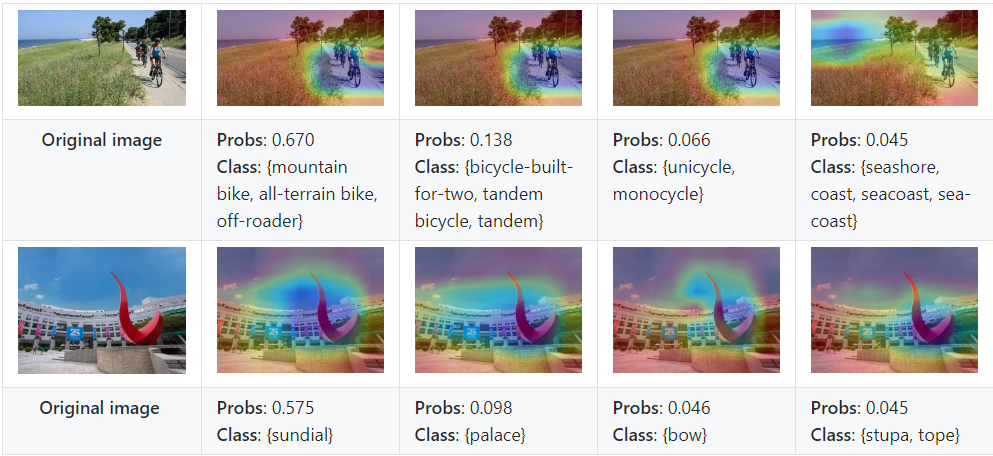 Original image
Probs: 0.670
Class: {mountain
bike, all-terrain bike,
off-roader}
Probs: 0.138
Class: {bicycle-built-
for-two, tandem
bicycle, tandem}
Probs: 0.066
Class: {unicycle,
monocycle}
Probs: 0.045
Class: {seashore,
coast, seacoast, sea-
coast}
25
Original image
Probs: 0.575
Class: {sundial}
Probs: 0.098
Class: {palace}
Probs: 0.046
Class: {bow}
Probs: 0.045
Class: {stupa, tope}